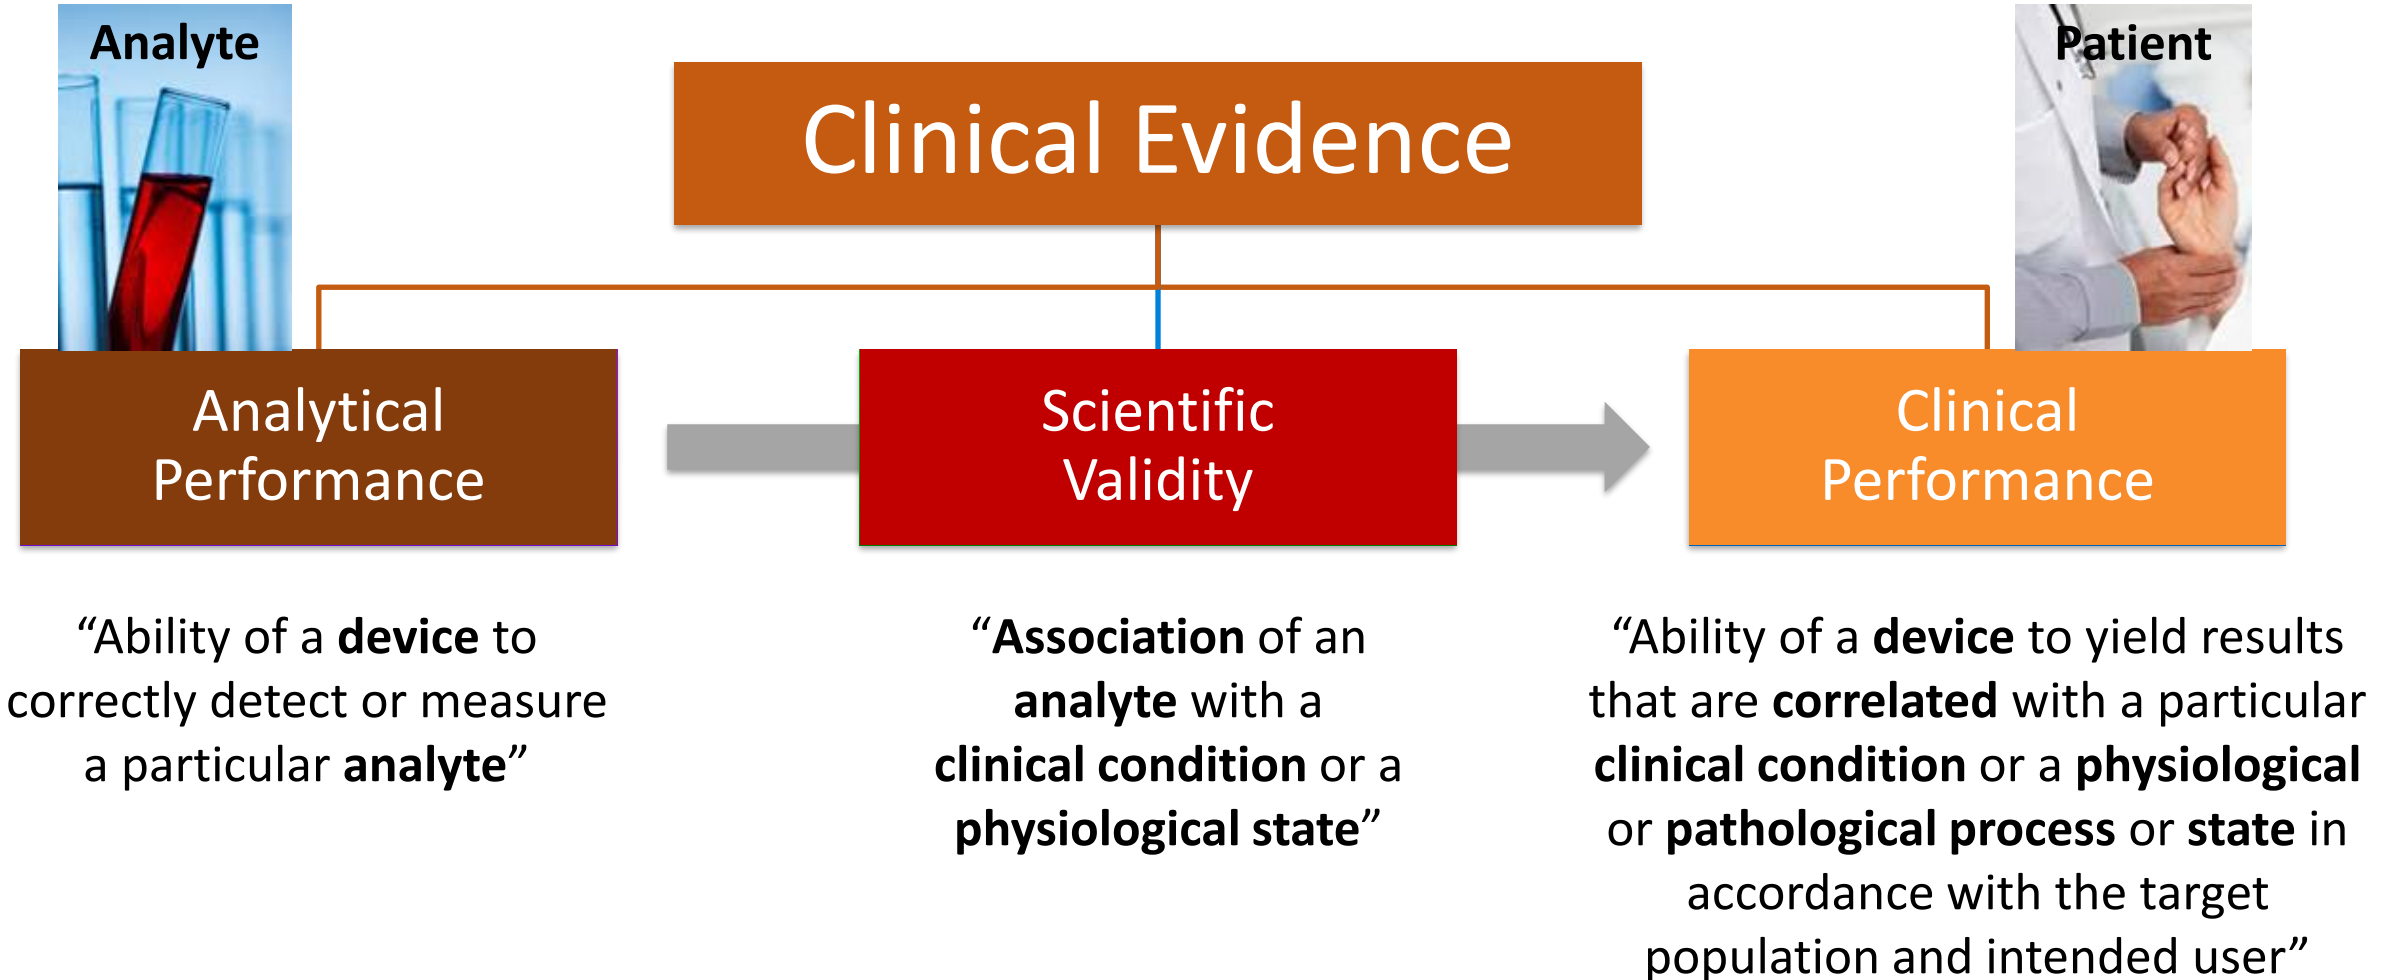 Analyte
Patient
Clinical Evidence
Analytical
Performance
Scientific
Validity
Clinical
Performance
“Ability of a device to
correctly detect or measure
a particular analyte”
“Association of an
analyte with a
clinical condition or a
physiological state”
“Ability of a device to yield results
that are correlated with a particular
clinical condition or a physiological
or pathological process or state in
accordance with the target
population and intended user”